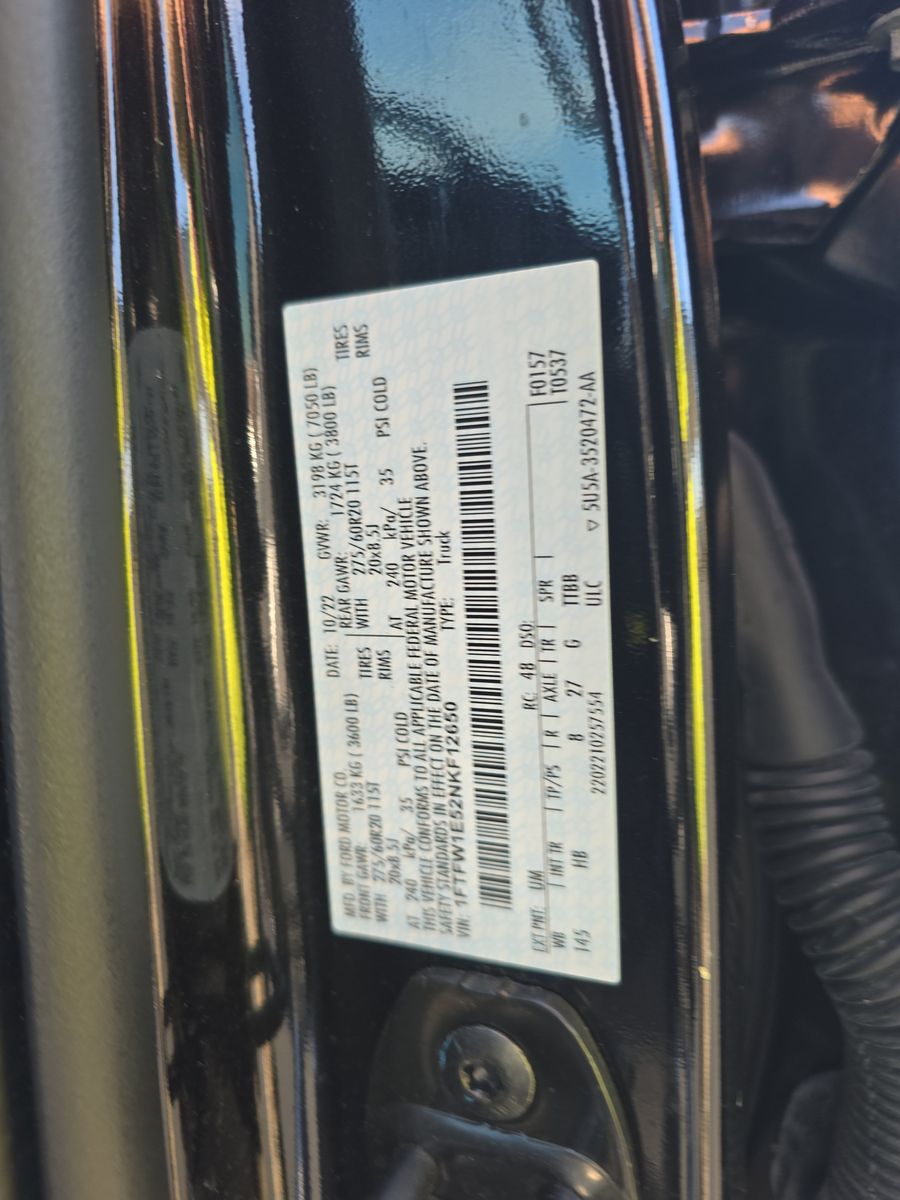 MFD. BY FORD MOTOR CO.
DATE: 10/22 GVWR: 3198 KG ( 7050 LB)
FRONT GAWR: 1633 KG ( 3600 LB)
REAR GAWR: 1724 KG ( 3800 LB)
WITH 275/60R20 115T TIRES
WITH 275/60R20 115T TIRES
20x8.5J RIMS
20x8.5J RIMS
AT 240 kPa/ 35 PSI COLD
AT 240 kPa/ 35 PSI COLD
THIS VEHICLE CONFORMS TO ALL APPLICABLE FEDERAL MOTOR VEHICLE
SAFETY STANDARDS IN EFFECT ON THE DATE OF MANUFACTURE SHOWN ABOVE.
VIN: 1FTFW1E52NKF12650 TYPE: Truck
F0157
T0537
EXT PNT: UM RC: 48 DSO:
WB INT TR TP/PS R AXLE TR SPR
145 HB 8 27 G TTBB
ULC
220221025755​4 ▽ 5U5A-3520472-AA